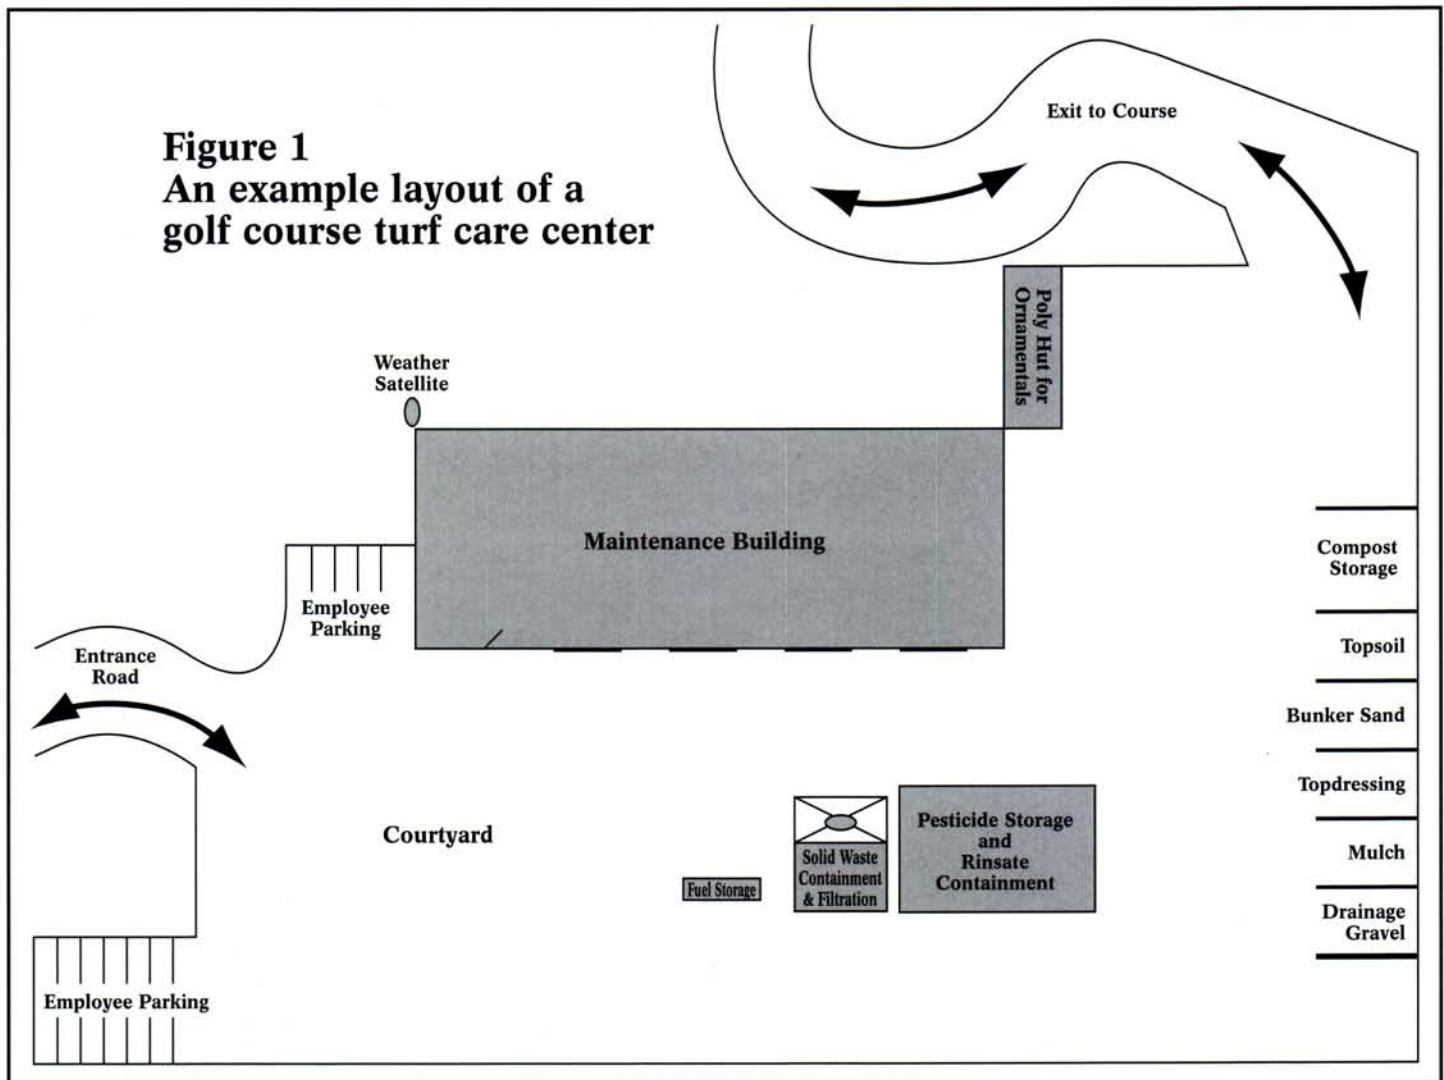 Figure 1
An example layout of a
golf course turf care center
Exit to Course
Poly Hut for
Ornamentals
Weather
Satellite
Maintenance Building
Employee
Parking
Entrance
Road
Compost
Storage
Topsoil
Bunker Sand
Topdressing
Mulch
Drainage
Gravel
Courtyard
Fuel Storage
Solid Waste
Containment
& Filtration
Pesticide Storage
and
Rinsate
Containment
Employee Parking